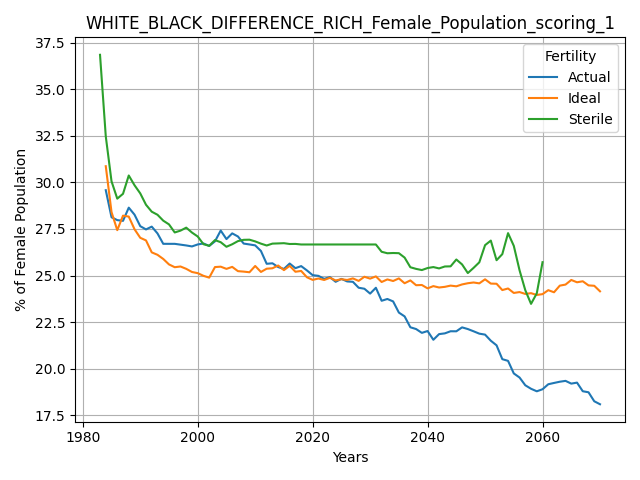 WHITE_BLACK_DIFFERENCE_RICH_Female_Population_scoring_1
Fertility
Actual
Ideal
Sterile
% of Female Population
37.5
35.0
32.5
30.0
27.5
25.0
22.5
20.0
17.5
1980
2000
2020
2040
2060
Years